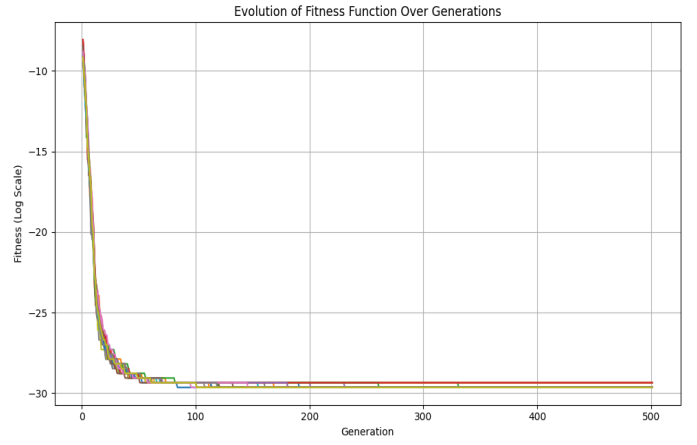 Evolution of Fitness Function Over Generations
Fitness (Log Scale)
−10
−15
−20
−25
−30
0 100 200 300 400 500
Generation